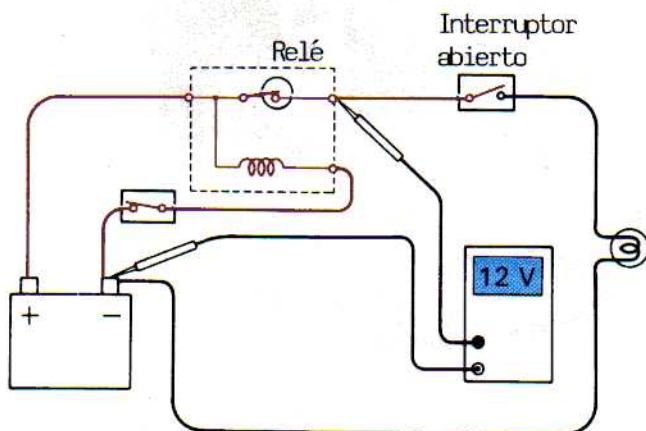 Interruptor
abierto
Relé
12 V
+ −